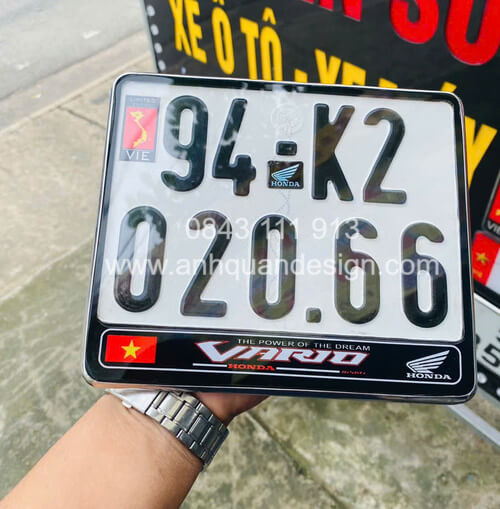 XE Ô TÔ - XE
LIMITED
VIE
94-K2
HONDA
020.66
0843 111 913
www.anhquandesign.com
THE POWER OF THE DREAM
VARIO
HONDA
HONDA